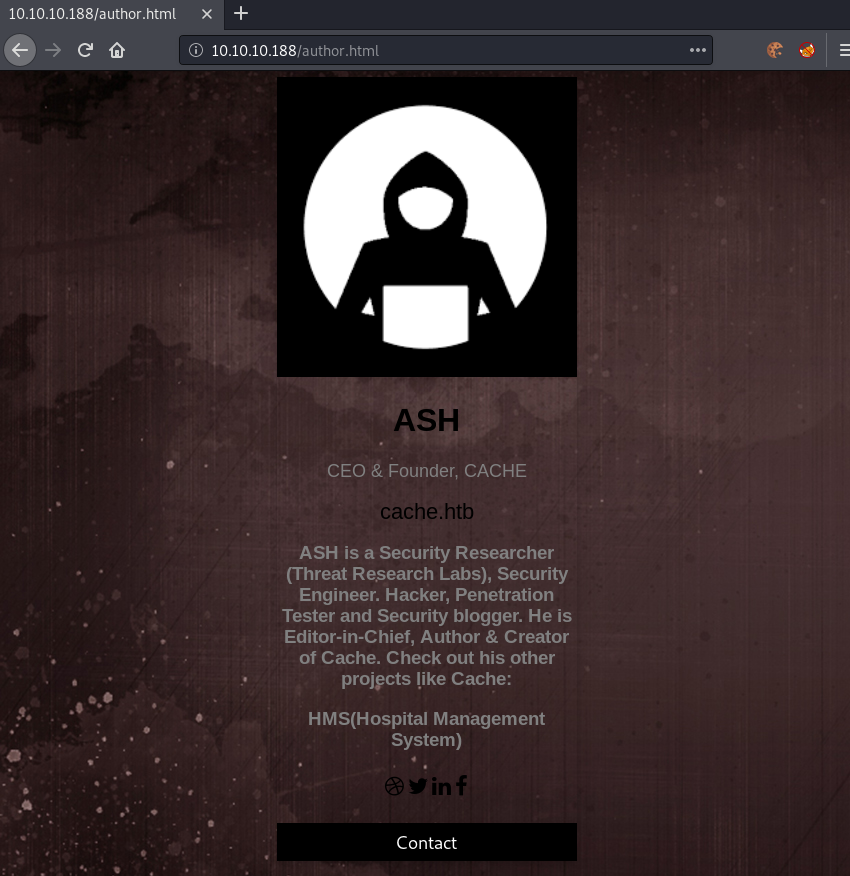 10.10.10.188/author.html
10.10.10.188/author.html
ASH
CEO & Founder, CACHE
cache.htb
ASH is a Security Researcher
(Threat Research Labs), Security
Engineer. Hacker, Penetration
Tester and Security blogger. He is
Editor-in-Chief, Author & Creator
of Cache. Check out his other
projects like Cache:
HMS(Hospital Management
System)
Contact